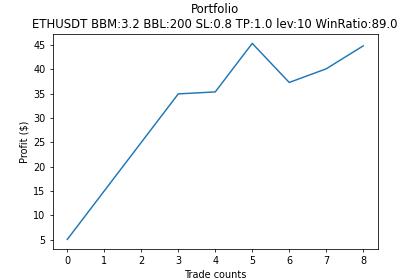 Portfolio
ETHUSDT BBM:3.2 BBL:200 SL:0.8 TP:1.0 lev:10 WinRatio:89.0
45
40
35
30
25
20
15
10
5
Profit ($)
0 1 2 3 4 5 6 7 8
Trade counts